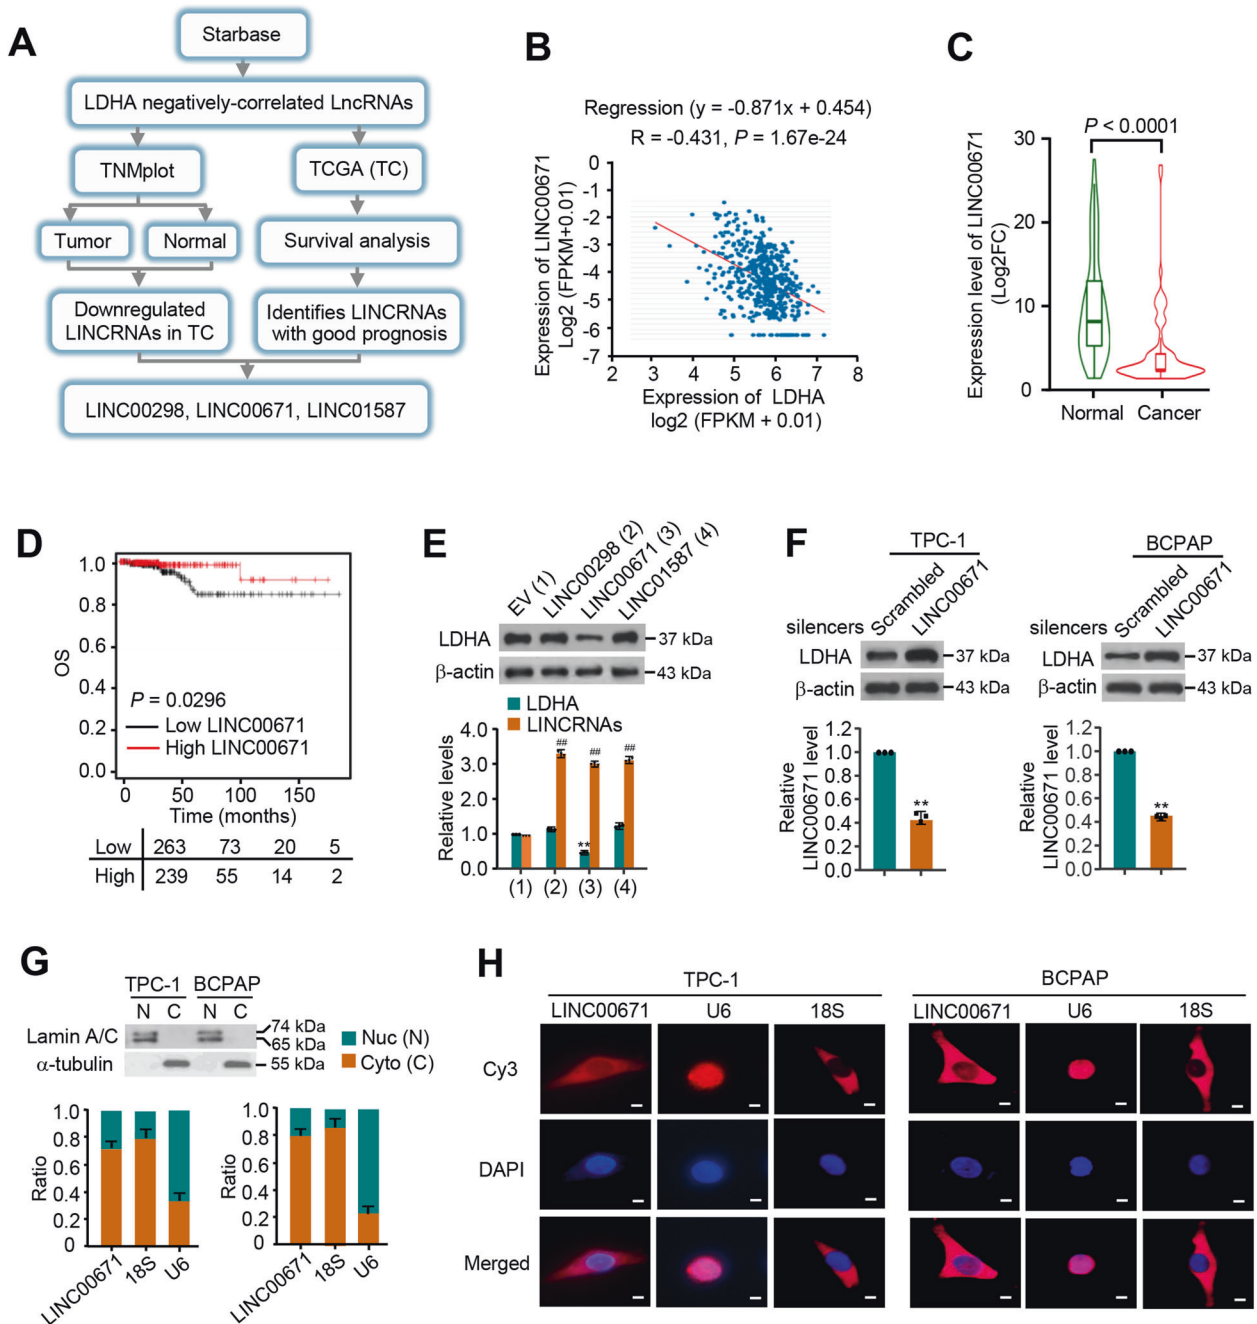 A
Starbase
LDHA negatively-correlated LncRNAs
TNMplot
TCGA (TC)
Tumor
Normal
Survival analysis
Downregulated
LINCRNAs in TC
Identifies LINCRNAs
with good prognosis
LINC00298, LINC00671, LINC01587
B
Regression (y = -0.871x + 0.454)
R = -0.431, P = 1.67e-24
Expression of LINC00671
Log2 (FPKM+0.01)
0
-1
-2
-3
-4
-5
-6
-7
2 3 4 5 6 7 8
Expression of LDHA
log2 (FPKM + 0.01)
C
P < 0.0001
Expression level of LINC00671
(Log2FC)
30
20
10
0
Normal Cancer
D
OS
1.0
0.8
0.6
0.4
0.2
0.0
P = 0.0296
Low LINC00671
High LINC00671
0 50 100 150
Time (months)
Low 263 73 20 5
High 239 55 14 2
E
EV (1)
LINC00298 (2)
LINC00671 (3)
LINC01587 (4)
LDHA 37 kDa
β-actin 43 kDa
LDHA
LINCRNAs
Relative levels
4.0
3.0
2.0
1.0
0.0
##
##
##
**
(1) (2) (3) (4)
F
TPC-1
silencers Scrambled LINC00671
LDHA 37 kDa
β-actin 43 kDa
Relative
LINC00671 level
1.2
1.0
0.8
0.6
0.4
0.2
0.0
**
BCPAP
silencers Scrambled LINC00671
LDHA 37 kDa
β-actin 43 kDa
Relative
LINC00671 level
1.2
1.0
0.8
0.6
0.4
0.2
0.0
**
G
TPC-1 BCPAP
N C N C
Lamin A/C 74 kDa
65 kDa
α-tubulin 55 kDa
Nuc (N)
Cyto (C)
Ratio
1.0
0.8
0.6
0.4
0.2
0
LINC00671 18S U6
Ratio
1.0
0.8
0.6
0.4
0.2
0
LINC00671 18S U6
H
TPC-1 BCPAP
LINC00671 U6 18S LINC00671 U6 18S
Cy3
DAPI
Merged